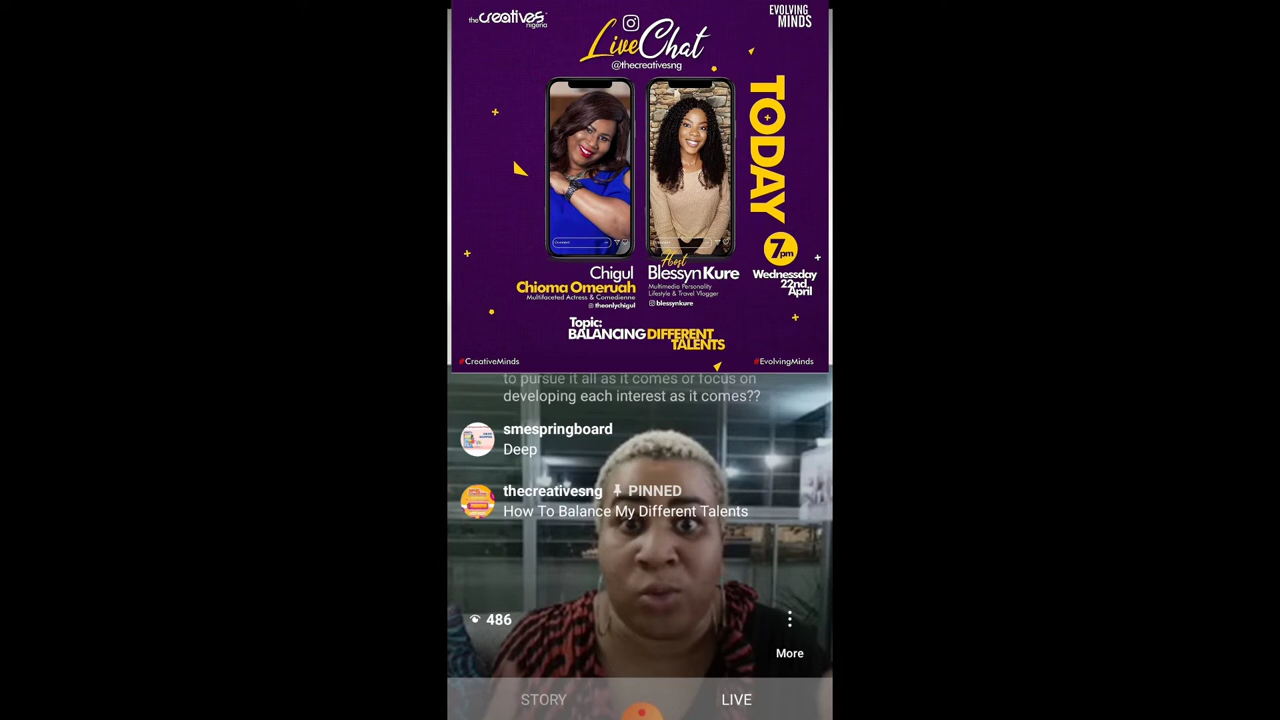 the creatives nigeria
EVOLVING
MINDS
LiveChat
@thecreativesng
TODAY
7pm
Wednessday
22nd
April
Chigul
Chioma Omeruah
Multifaceted Actress & Comedienne
theonlychigul
Host
Blessyn Kure
Multimedia Personality
Lifestyle & Travel Vlogger
blessynkure
Topic:
BALANCING DIFFERENT
TALENTS
#CreativeMinds
#EvolvingMinds
to pursue it all as it comes or focus on
developing each interest as it comes??
smespringboard
Deep
thecreativesng PINNED
How To Balance My Different Talents
486
More
STORY LIVE